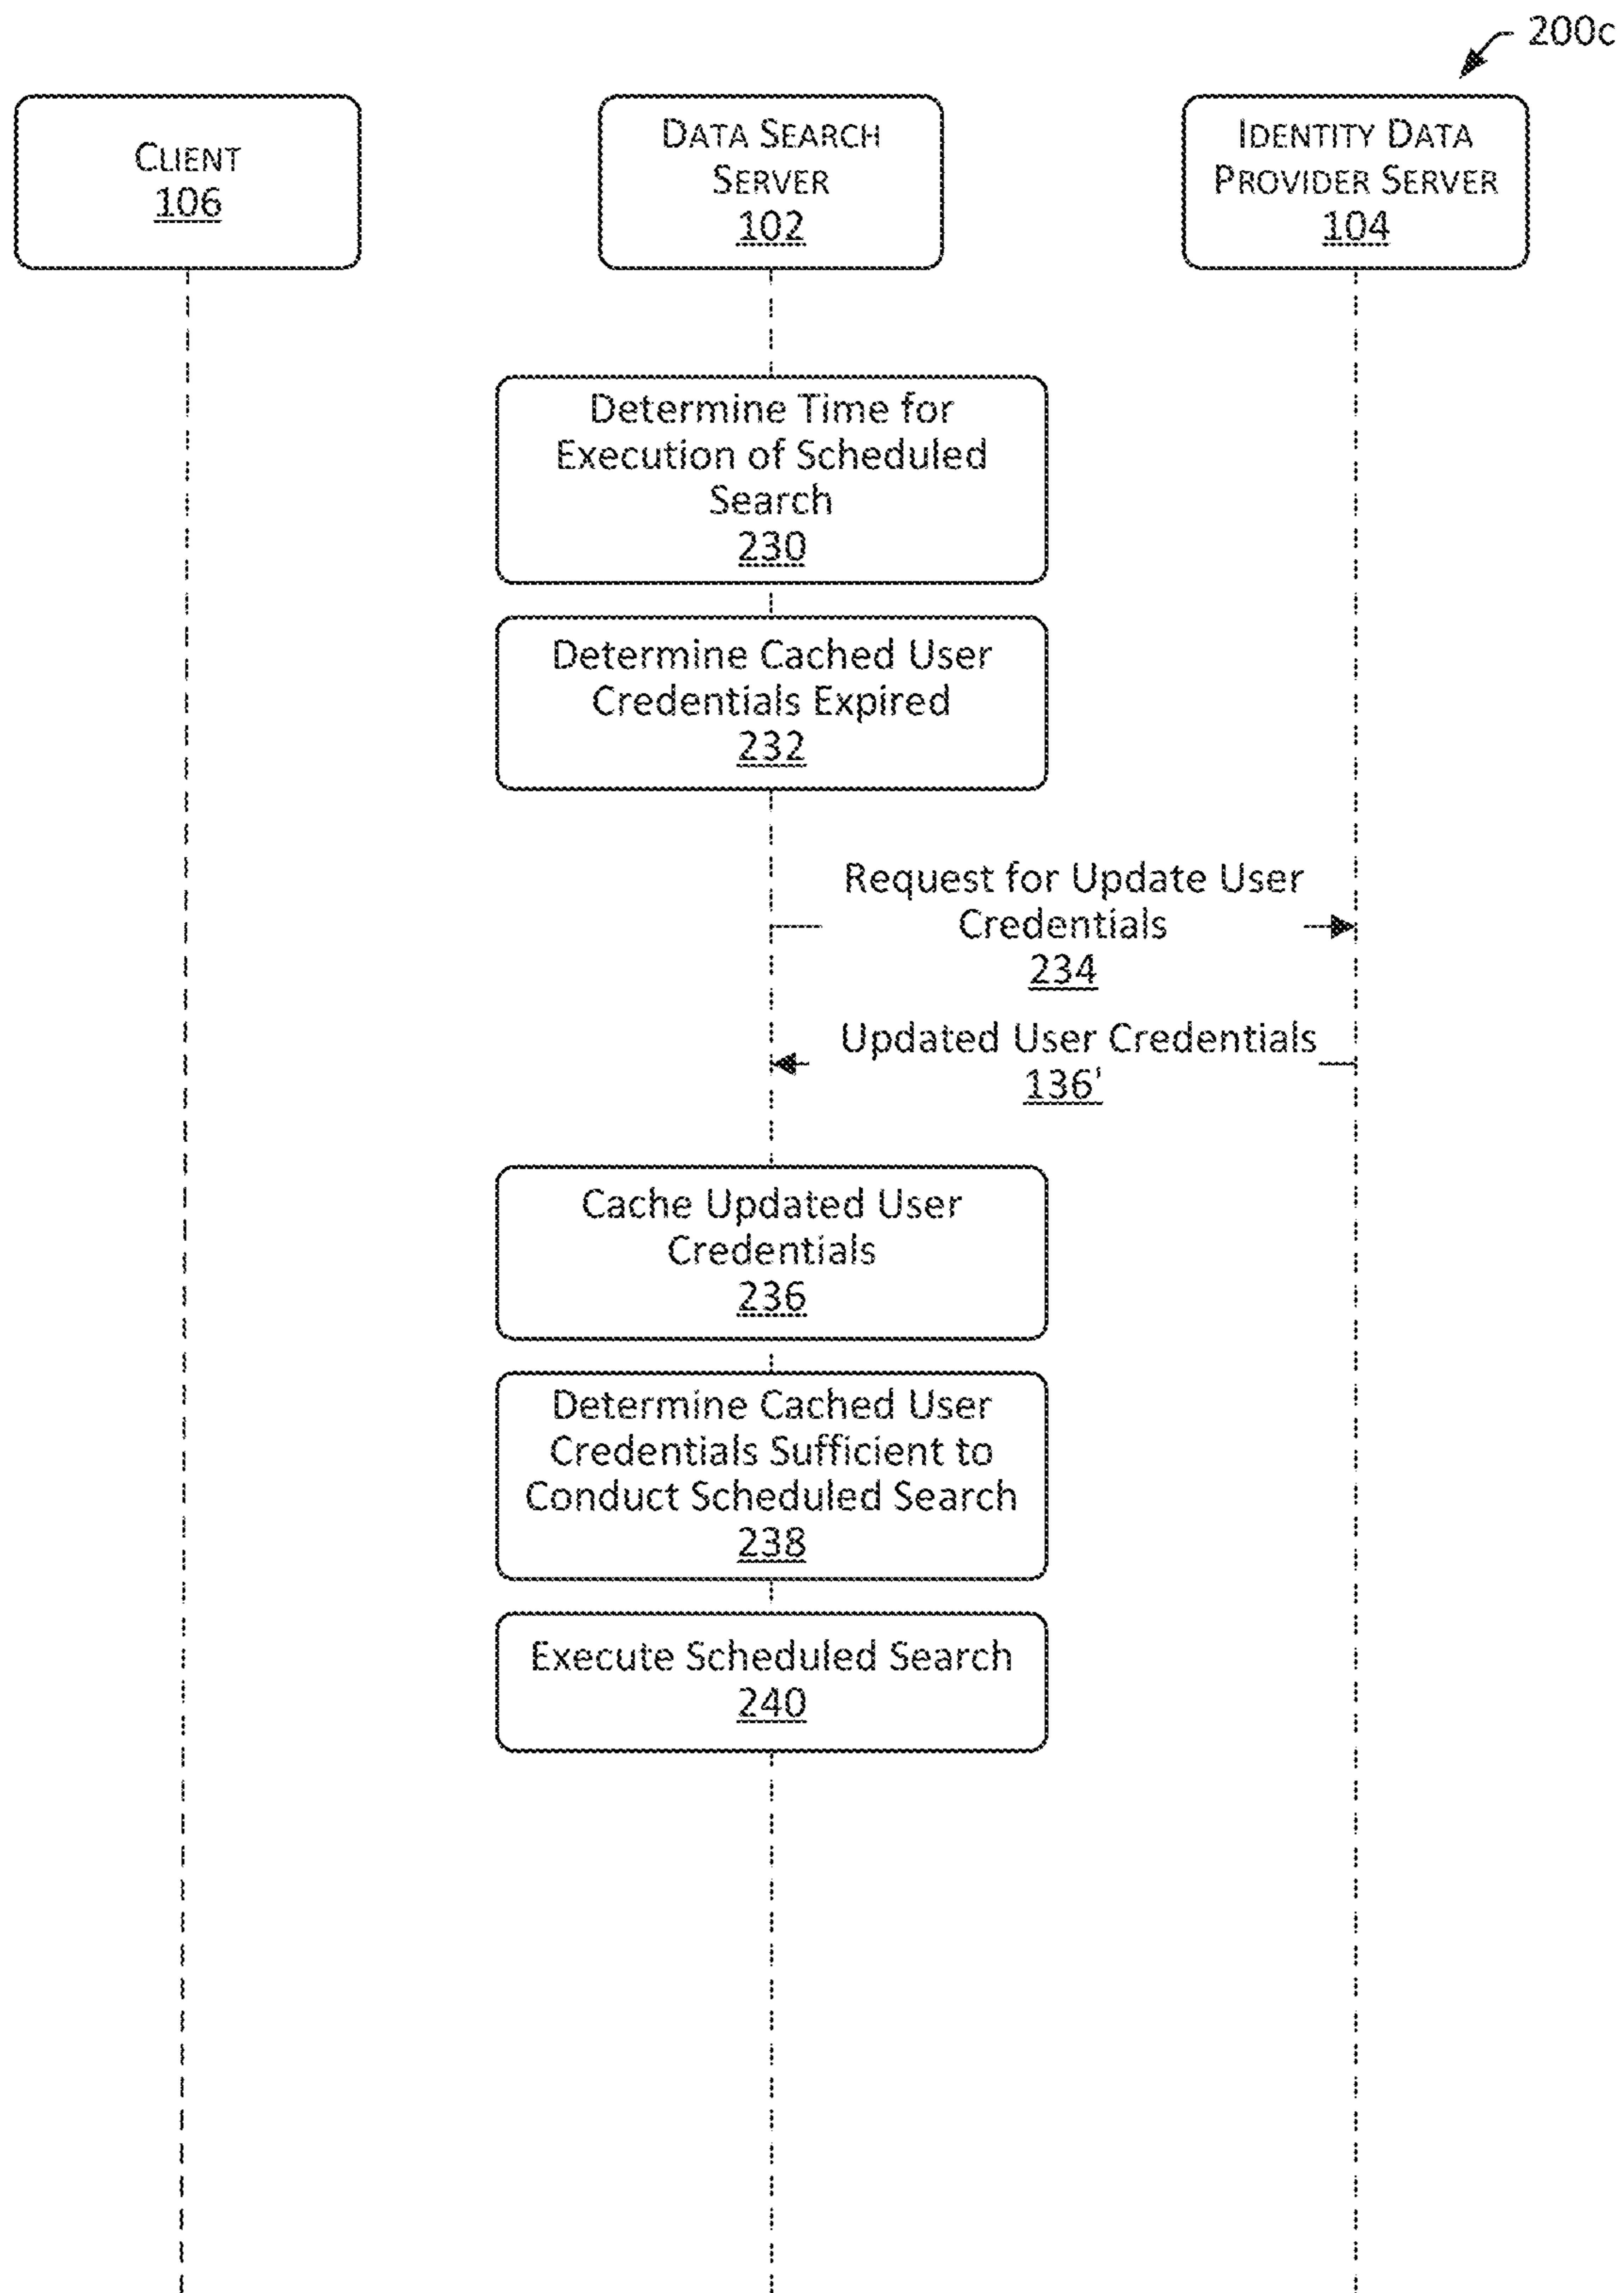 200c
CLIENT
106
DATA SEARCH
SERVER
102
IDENTITY DATA
PROVIDER SERVER
104
Determine Time for
Execution of Scheduled
Search
230
Determine Cached User
Credentials Expired
232
Request for Update User
Credentials
234
Updated User Credentials
136'
Cache Updated User
Credentials
236
Determine Cached User
Credentials Sufficient to
Conduct Scheduled Search
238
Execute Scheduled Search
240